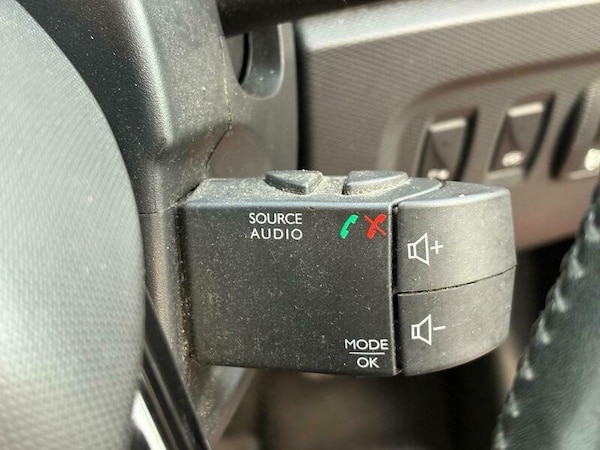 SOURCE
AUDIO
+
-
MODE
OK